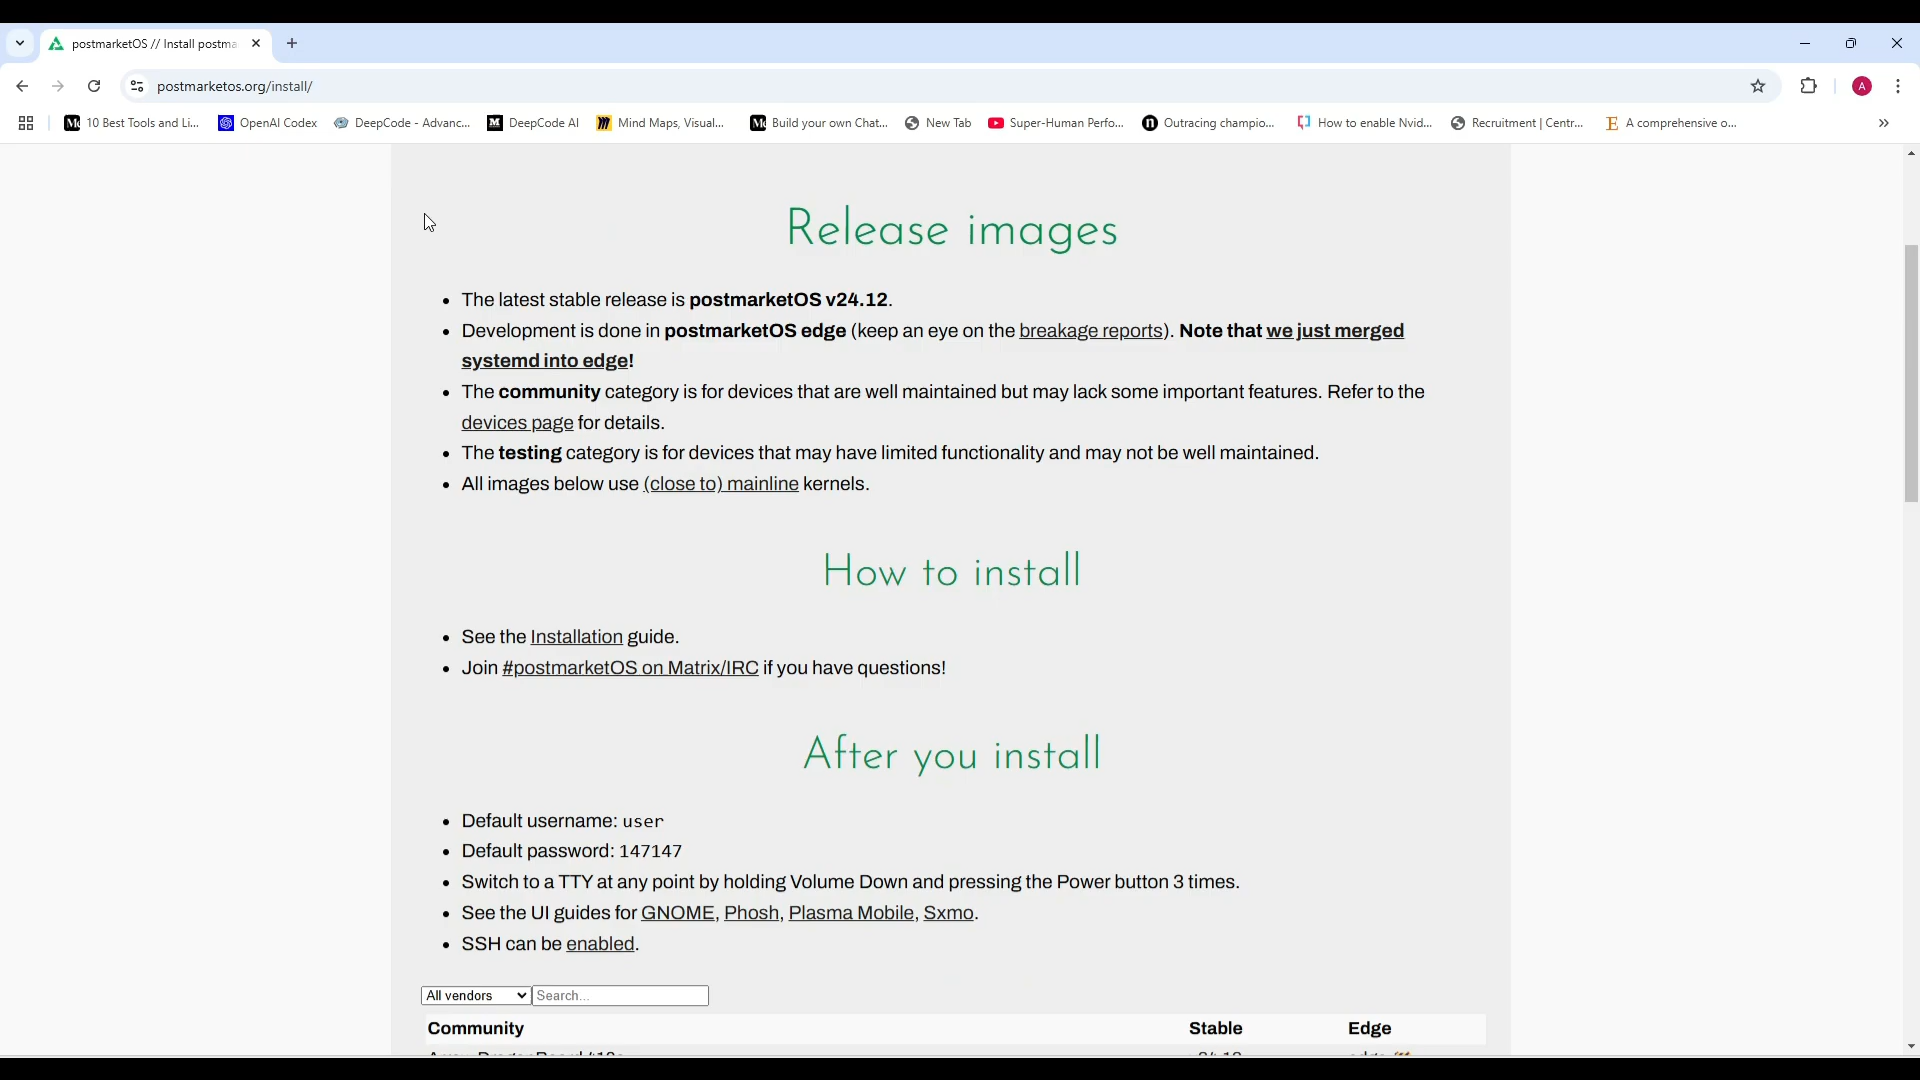 postmarketOS // Install postma
postmarketos.org/install/
A
10 Best Tools and Li...
OpenAI Codex
DeepCode - Advanc...
DeepCode AI
Mind Maps, Visual...
Build your own Chat...
New Tab
Super-Human Perfo...
Outracing champio...
How to enable Nvid...
Recruitment | Centr...
A comprehensive o...
Release images
• The latest stable release is postmarketOS v24.12.
• Development is done in postmarketOS edge (keep an eye on the breakage reports). Note that we just merged
systemd into edge!
• The community category is for devices that are well maintained but may lack some important features. Refer to the
devices page for details.
• The testing category is for devices that may have limited functionality and may not be well maintained.
• All images below use (close to) mainline kernels.
How to install
• See the Installation guide.
• Join #postmarketOS on Matrix/IRC if you have questions!
After you install
• Default username: user
• Default password: 147147
• Switch to a TTY at any point by holding Volume Down and pressing the Power button 3 times.
• See the UI guides for GNOME, Phosh, Plasma Mobile, Sxmo.
• SSH can be enabled.
All vendors Search...
Community Stable Edge